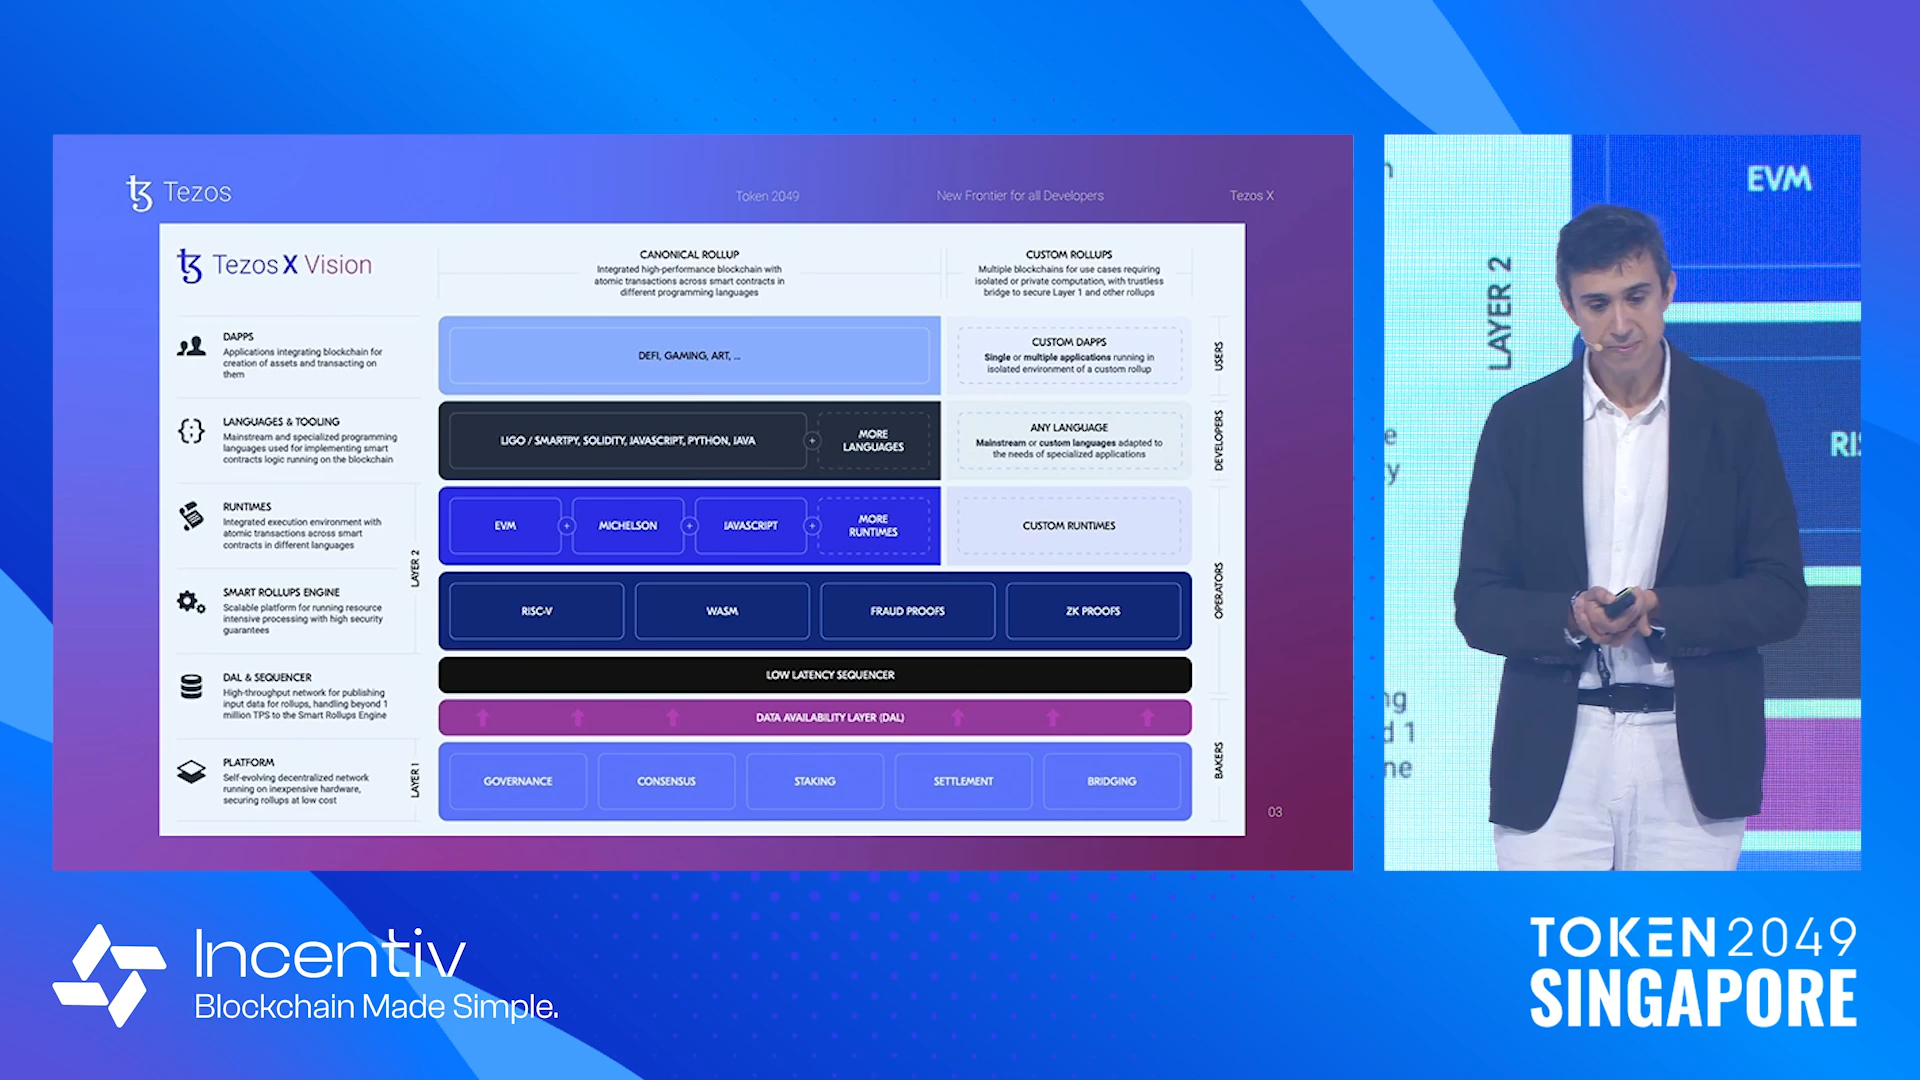 Tezos
Token 2049
New Frontier for all Developers
Tezos X
Tezos X Vision
CANONICAL ROLLUP
Integrated high-performance blockchain with
atomic transactions across smart contracts in
different programming languages
CUSTOM ROLLUPS
Multiple blockchains for use cases requiring
isolated or private computation, with trustless
bridge to secure Layer 1 and other rollups
DAPPS
Applications integrating blockchain for
creation of assets and transacting on
them
DEFI, GAMING, ART, ...
CUSTOM DAPPS
Single or multiple applications running in
isolated environment of a custom rollup
USERS
LANGUAGES & TOOLING
Mainstream and specialized programming
languages used for implementing smart
contracts logic running on the blockchain
LIGO / SMARTPY, SOLIDITY, JAVASCRIPT, PYTHON, JAVA
+
MORE
LANGUAGES
ANY LANGUAGE
Mainstream or custom languages adapted to
the needs of specialized applications
DEVELOPERS
RUNTIMES
Integrated execution environment with
atomic transactions across smart
contracts in different languages
LAYER 2
EVM
+
MICHELSON
+
JAVASCRIPT
+
MORE
RUNTIMES
CUSTOM RUNTIMES
SMART ROLLUPS ENGINE
Scalable platform for running resource
intensive processing with high security
guarantees
RISC-V
WASM
FRAUD PROOFS
ZK PROOFS
OPERATORS
DAL & SEQUENCER
High-throughput network for publishing
input data for rollups, handling beyond 1
million TPS to the Smart Rollups Engine
LOW LATENCY SEQUENCER
DATA AVAILABILITY LAYER (DAL)
PLATFORM
Self-evolving decentralized network
running on inexpensive hardware,
securing rollups at low cost
LAYER 1
GOVERNANCE
CONSENSUS
STAKING
SETTLEMENT
BRIDGING
BAKERS
03
EVM
LAYER 2
RIS
n
e
y
ng
d 1
ne
Incentiv
Blockchain Made Simple.
TOKEN2049
SINGAPORE